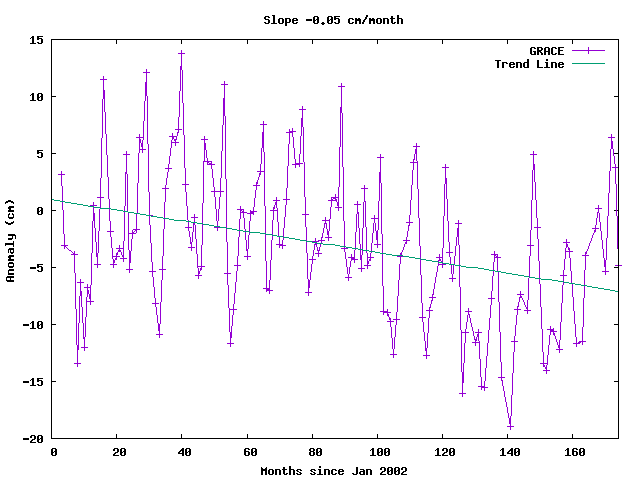 Slope -0.05 cm/month
GRACE
Trend Line
15
10
5
0
-5
-10
-15
-20
Anomaly (cm)
0 20 40 60 80 100 120 140 160
Months since Jan 2002